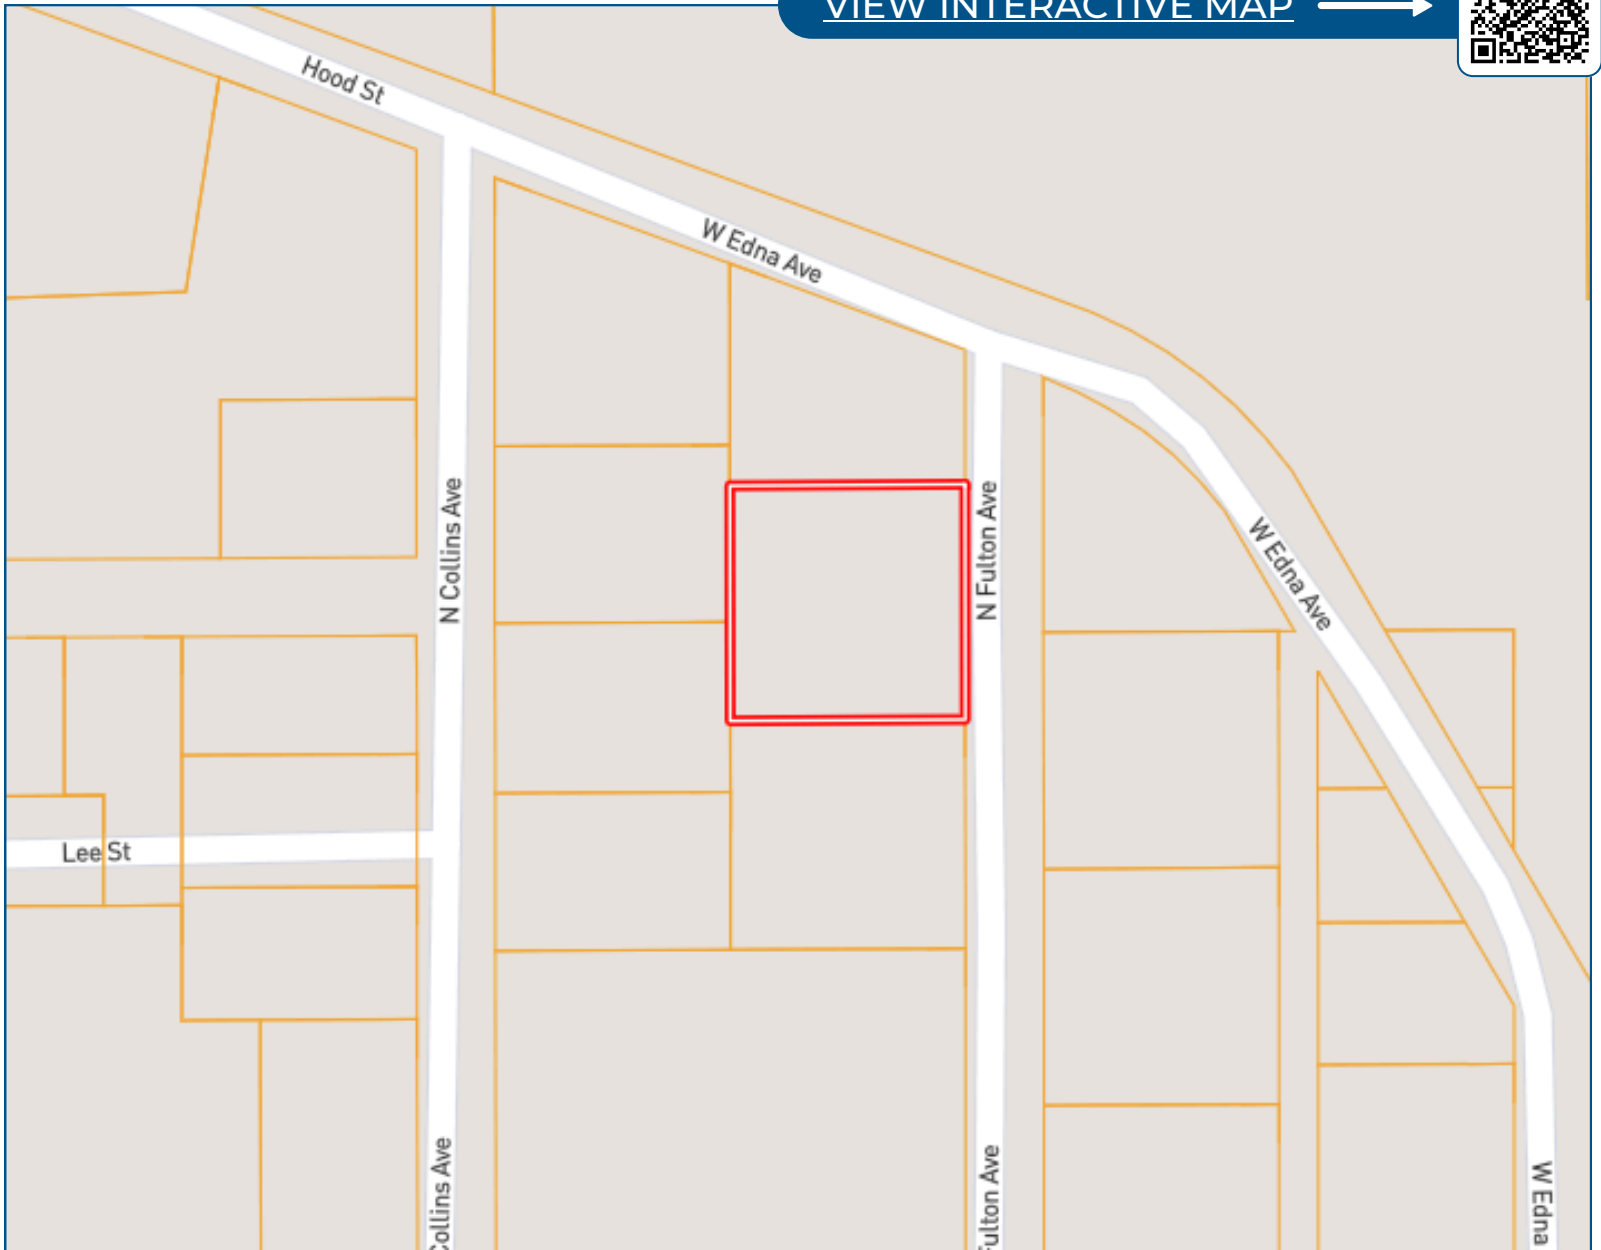 VIEW INTERACTIVE MAP
Hood St
W Edna Ave
N Collins Ave
N Fulton Ave
W Edna Ave
Lee St
Collins Ave
Fulton Ave
W Edna